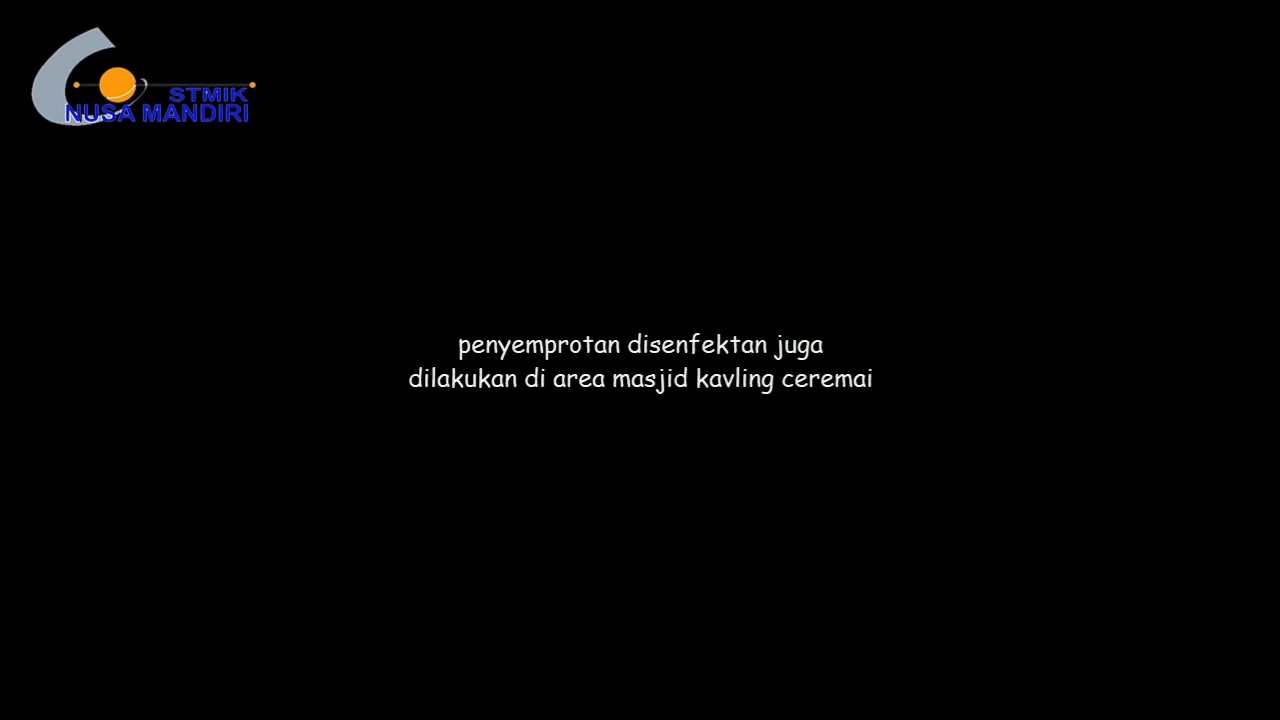 STMIK
NUSA MANDIRI
penyemprotan disenfektan juga
dilakukan di area masjid kavling ceremai